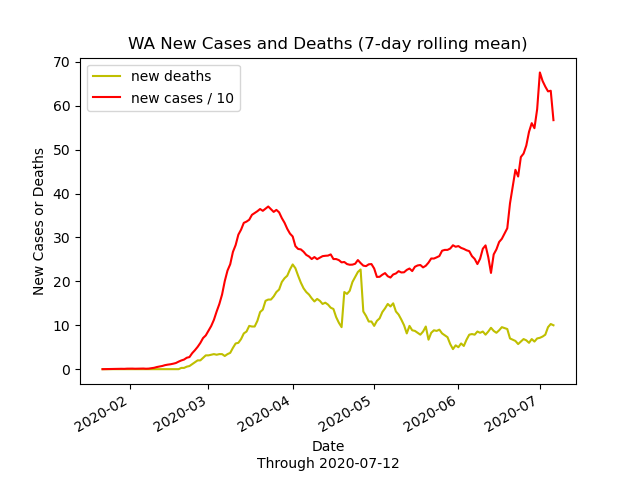 WA New Cases and Deaths (7-day rolling mean)
new deaths
new cases / 10
New Cases or Deaths
70
60
50
40
30
20
10
0
2020-02
2020-03
2020-04
2020-05
2020-06
2020-07
Date
Through 2020-07-12